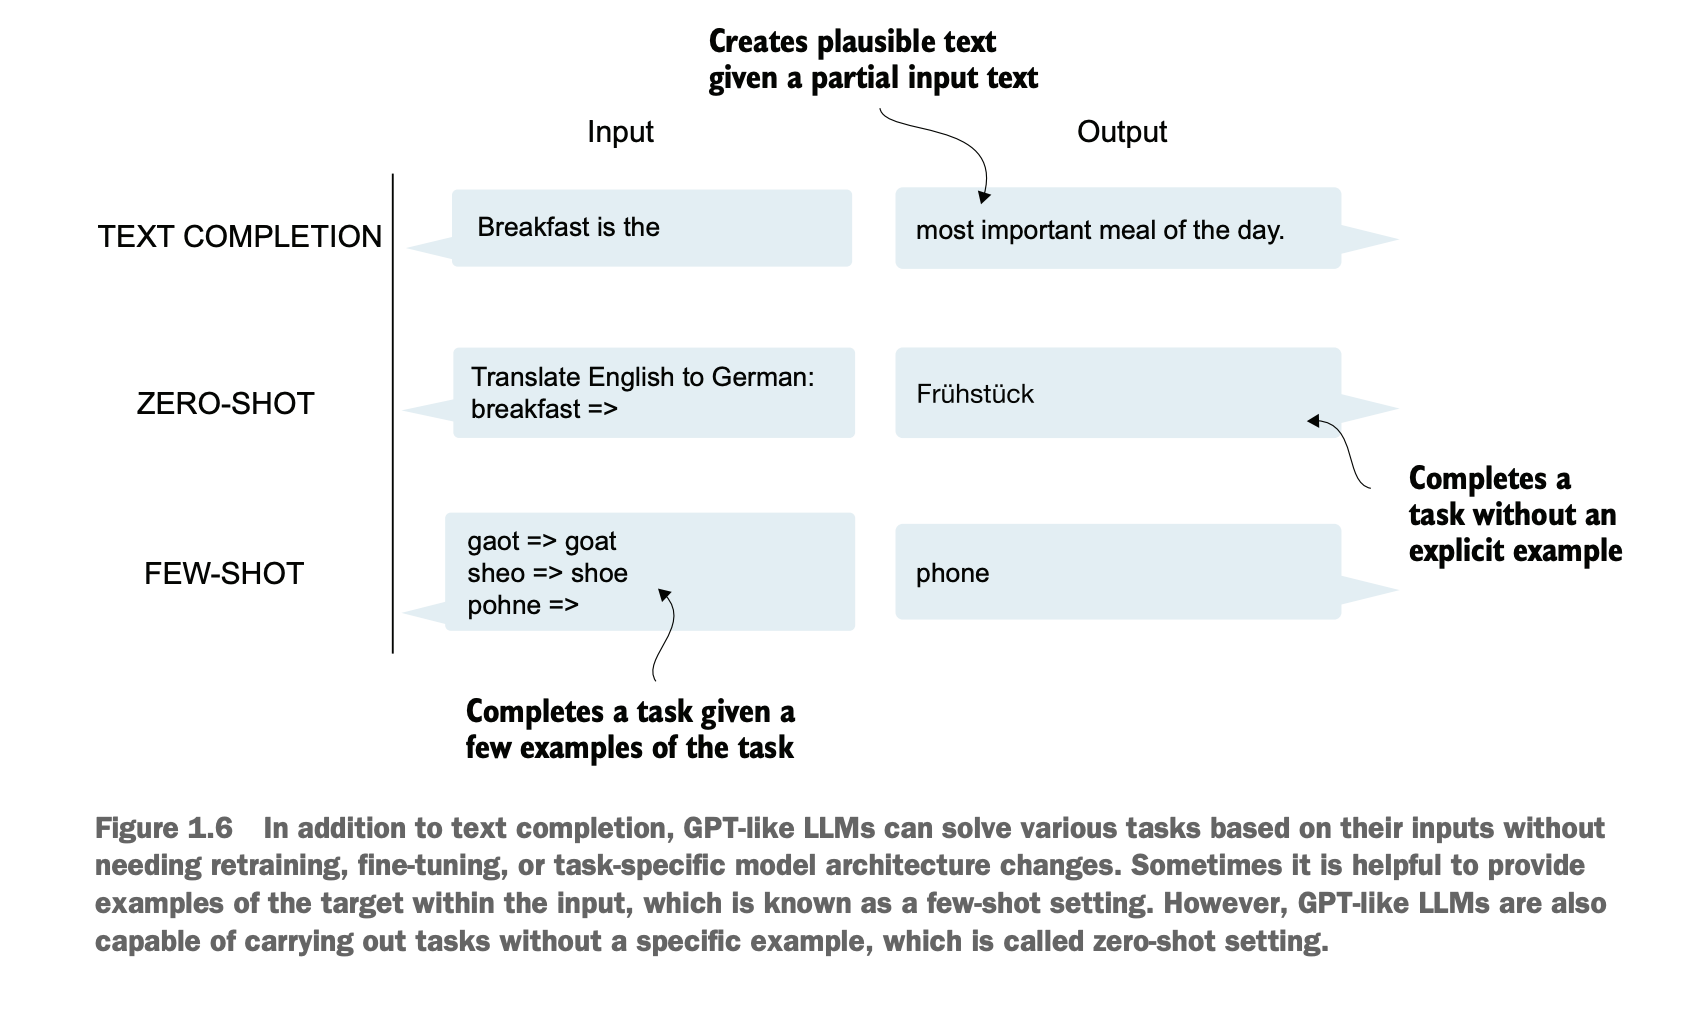 Creates plausible text
given a partial input text
Input
Output
TEXT COMPLETION
Breakfast is the
most important meal of the day.
ZERO-SHOT
Translate English to German:
breakfast =>
Frühstück
Completes a
task without an
explicit example
FEW-SHOT
gaot => goat
sheo => shoe
pohne =>
phone
Completes a task given a
few examples of the task
Figure 1.6 In addition to text completion, GPT-like LLMs can solve various tasks based on their inputs without
needing retraining, fine-tuning, or task-specific model architecture changes. Sometimes it is helpful to provide
examples of the target within the input, which is known as a few-shot setting. However, GPT-like LLMs are also
capable of carrying out tasks without a specific example, which is called zero-shot setting.